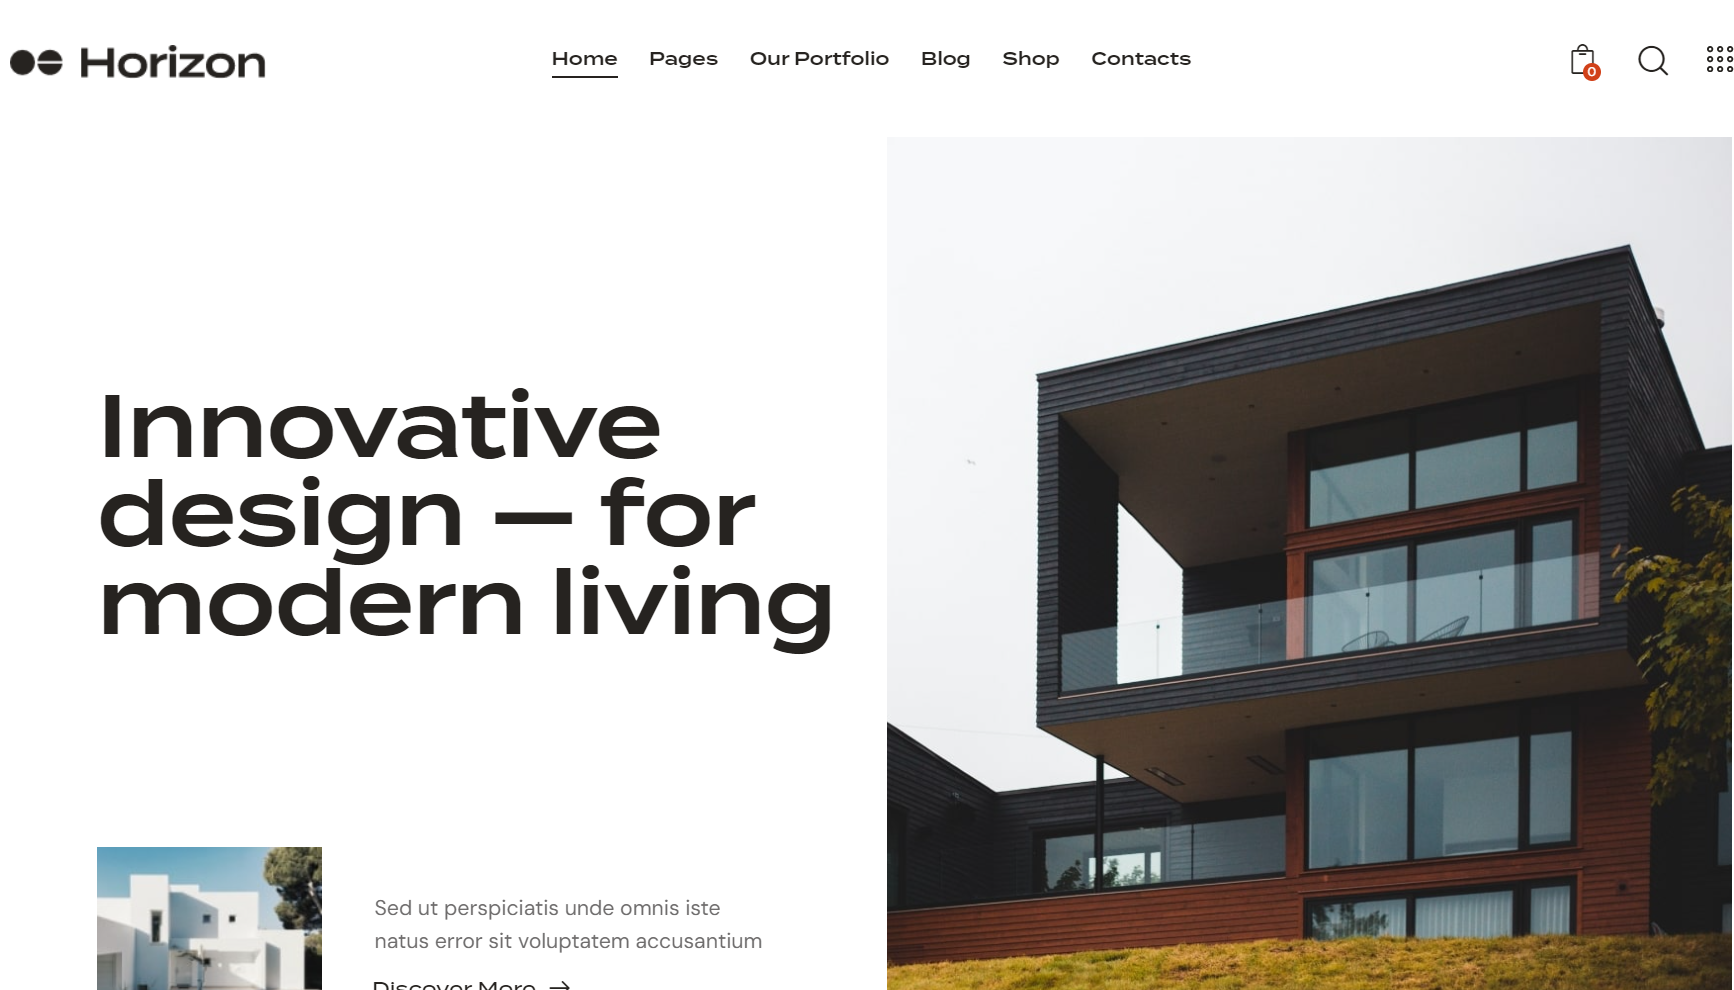 Horizon
Home Pages Our Portfolio Blog Shop Contacts
0
Innovative
design — for
modern living
Sed ut perspiciatis unde omnis iste
natus error sit voluptatem accusantium
Discover More →